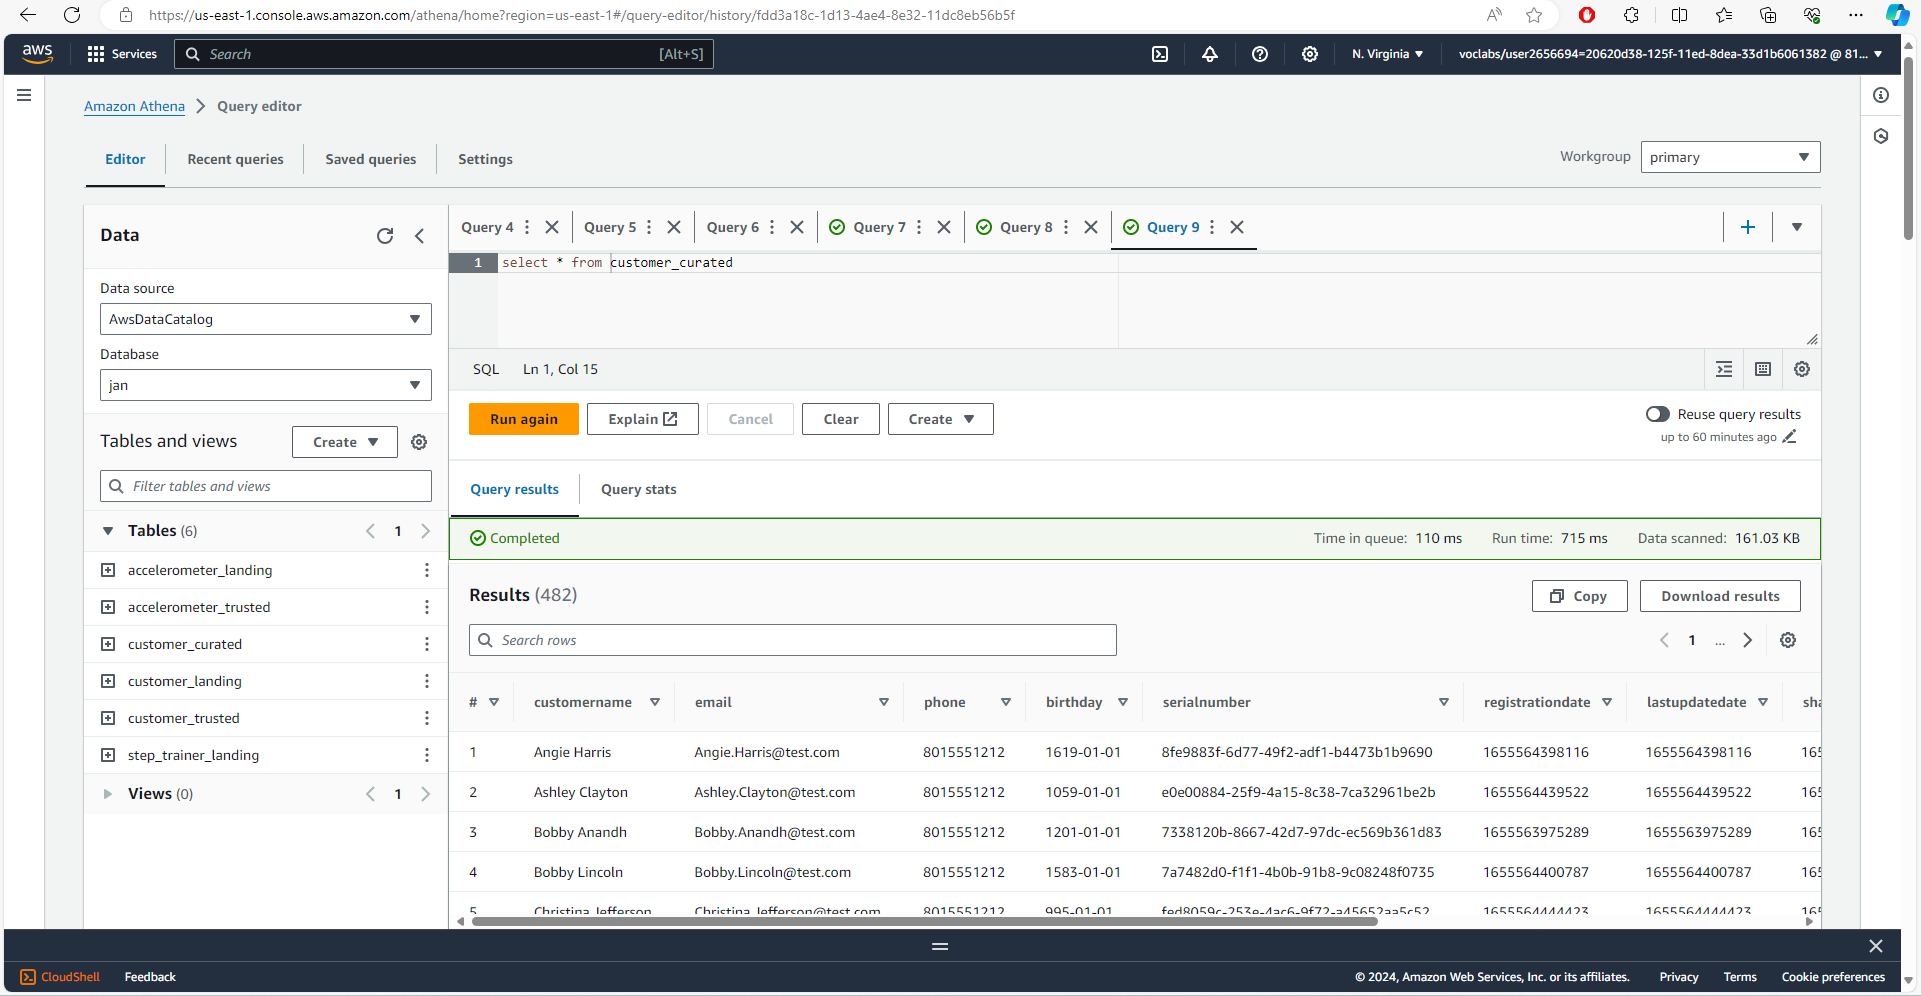 https://us-east-1.console.aws.amazon.com/athena/home?region=us-east-1#/query-editor/history/fdd3a18c-1d13-4ae4-8e32-11dc8eb56b5f
aws Services Search [Alt+S] N. Virginia voclabs/user2656694=20620d38-125f-11ed-8dea-33d1b6061382 @ 81...
Amazon Athena Query editor
Editor Recent queries Saved queries Settings Workgroup primary
Data
Data source
AwsDataCatalog
Database
jan
Tables and views Create
Filter tables and views
Tables (6) 1
accelerometer_landing
accelerometer_trusted
customer_curated
customer_landing
customer_trusted
step_trainer_landing
Views (0) 1
Query 4 Query 5 Query 6 Query 7 Query 8 Query 9
1 select * from customer_curated
SQL Ln 1, Col 15
Run again Explain Cancel Clear Create Reuse query results
up to 60 minutes ago
Query results Query stats
Completed Time in queue: 110 ms Run time: 715 ms Data scanned: 161.03 KB
Results (482) Copy Download results
Search rows 1 ...
# customername email phone birthday serialnumber registrationdate lastupdatedate sha
1 Angie Harris Angie.Harris@test.com 8015551212 1619-01-01 8fe9883f-6d77-49f2-adf1-b4473b1b9690 1655564398116 1655564398116 165
2 Ashley Clayton Ashley.Clayton@test.com 8015551212 1059-01-01 e0e00884-25f9-4a15-8c38-7ca32961be2b 1655564439522 1655564439522 165
3 Bobby Anandh Bobby.Anandh@test.com 8015551212 1201-01-01 7338120b-8667-42d7-97dc-ec569b361d83 1655563975289 1655563975289 165
4 Bobby Lincoln Bobby.Lincoln@test.com 8015551212 1583-01-01 7a7482d0-f1f1-4b0b-91b8-9c08248f0735 1655564400787 1655564400787 165
5 Christina Jefferson Christina.Jefferson@test.com 8015551212 995-01-01 fed8059c-253e-4ac6-9f72-a45652aa5c52 1655564444423 1655564444423 165
CloudShell Feedback © 2024, Amazon Web Services, Inc. or its affiliates. Privacy Terms Cookie preferences